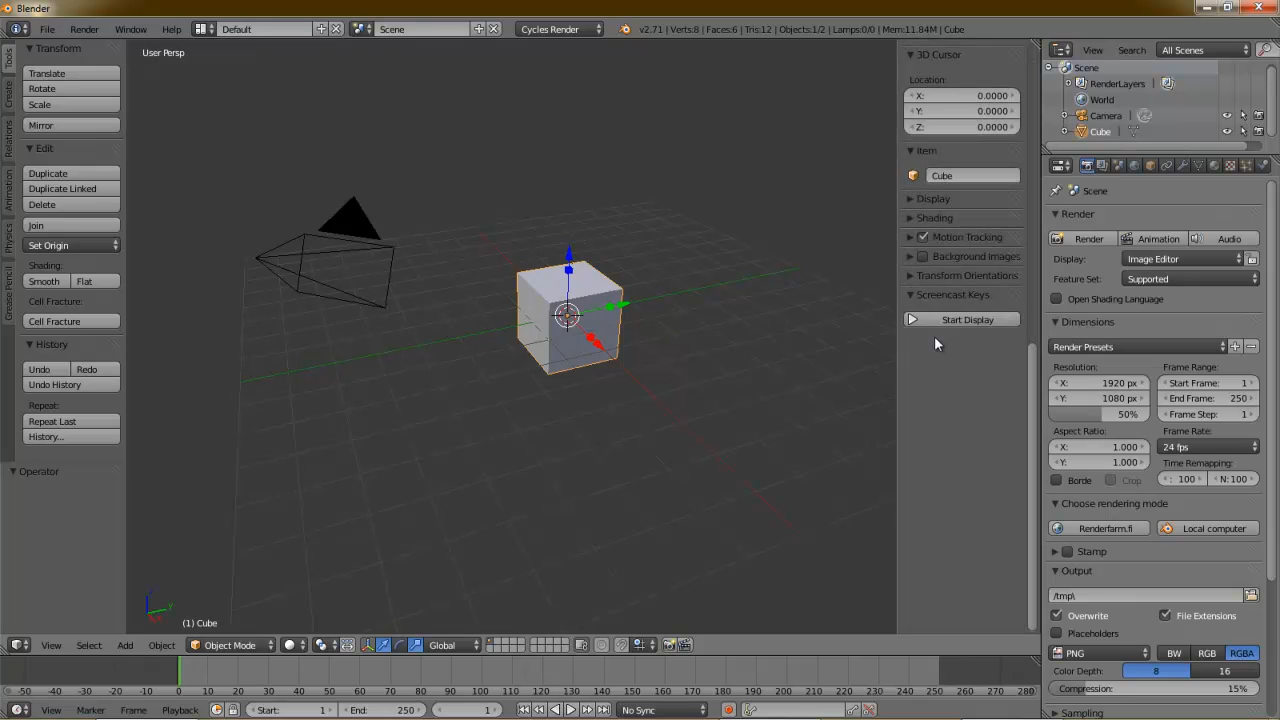 Blender
File Render Window Help Default Scene Cycles Render v2.71 | Verts:8 | Faces:6 | Tris:12 | Objects:1/2 | Lamps:0/0 | Mem:11.84M | Cube
Tools
Create
Relations
Animation
Physics
Grease Pencil
Transform
Translate
Rotate
Scale
Mirror
Edit
Duplicate
Duplicate Linked
Delete
Join
Set Origin
Shading:
Smooth Flat
Cell Fracture:
Cell Fracture
History
Undo Redo
Undo History
Repeat:
Repeat Last
History...
Operator
User Persp
(1) Cube
3D Cursor
Location:
X: 0.0000
Y: 0.0000
Z: 0.0000
Item
Cube
Display
Shading
Motion Tracking
Background Images
Transform Orientations
Screencast Keys
Start Display
View Search All Scenes
Scene
RenderLayers
World
Camera
Cube
Scene
Render
Render Animation Audio
Display: Image Editor
Feature Set: Supported
Open Shading Language
Dimensions
Render Presets
Resolution: Frame Range:
X: 1920 px Start Frame: 1
Y: 1080 px End Frame: 250
50% Frame Step: 1
Aspect Ratio: Frame Rate:
X: 1.000 24 fps
Y: 1.000 Time Remapping:
Borde Crop : 100 N:100
Choose rendering mode
Renderfarm.fi Local computer
Stamp
Output
/tmp\
Overwrite File Extensions
Placeholders
PNG BW RGB RGBA
Color Depth: 8 16
Compression: 15%
Sampling
View Select Add Object Object Mode Global
-50 -40 -30 -20 -10 0 10 20 30 40 50 60 70 80 90 100 110 120 130 140 150 160 170 180 190 200 210 220 230 240 250 260 270 280
View Marker Frame Playback Start: 1 End: 250 1 No Sync